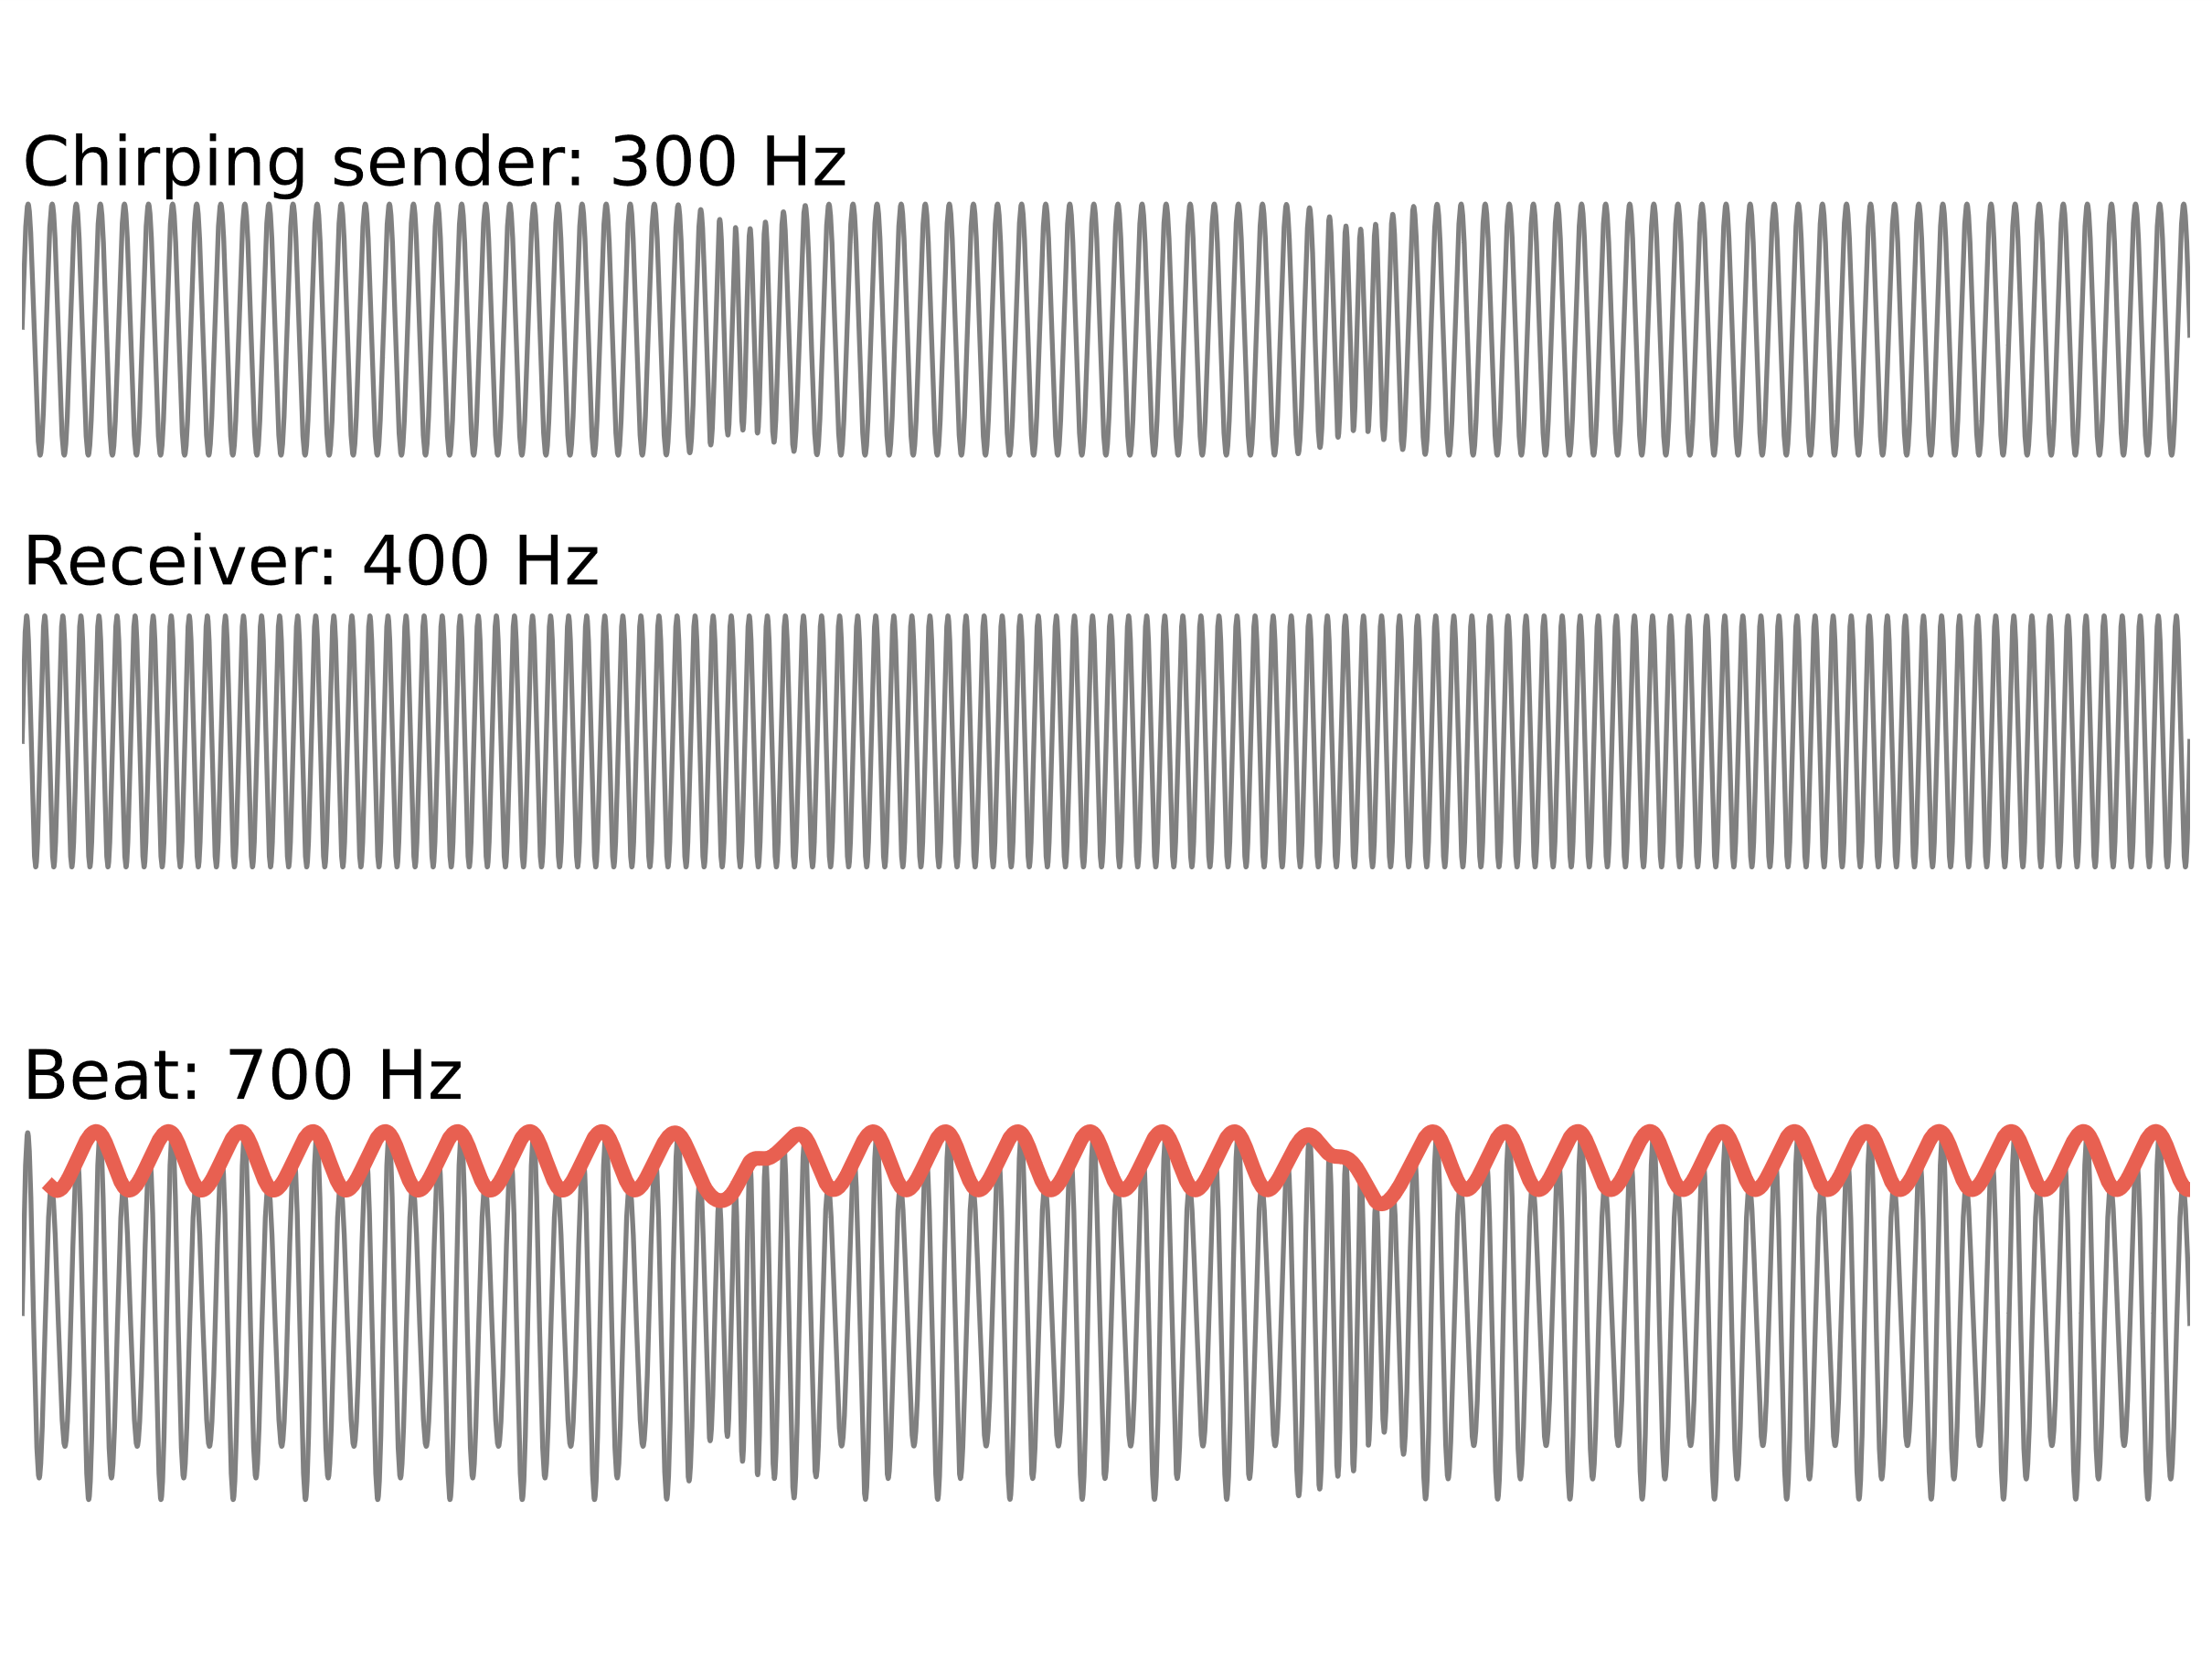 Chirping sender: 300 Hz
Receiver: 400 Hz
Beat: 700 Hz